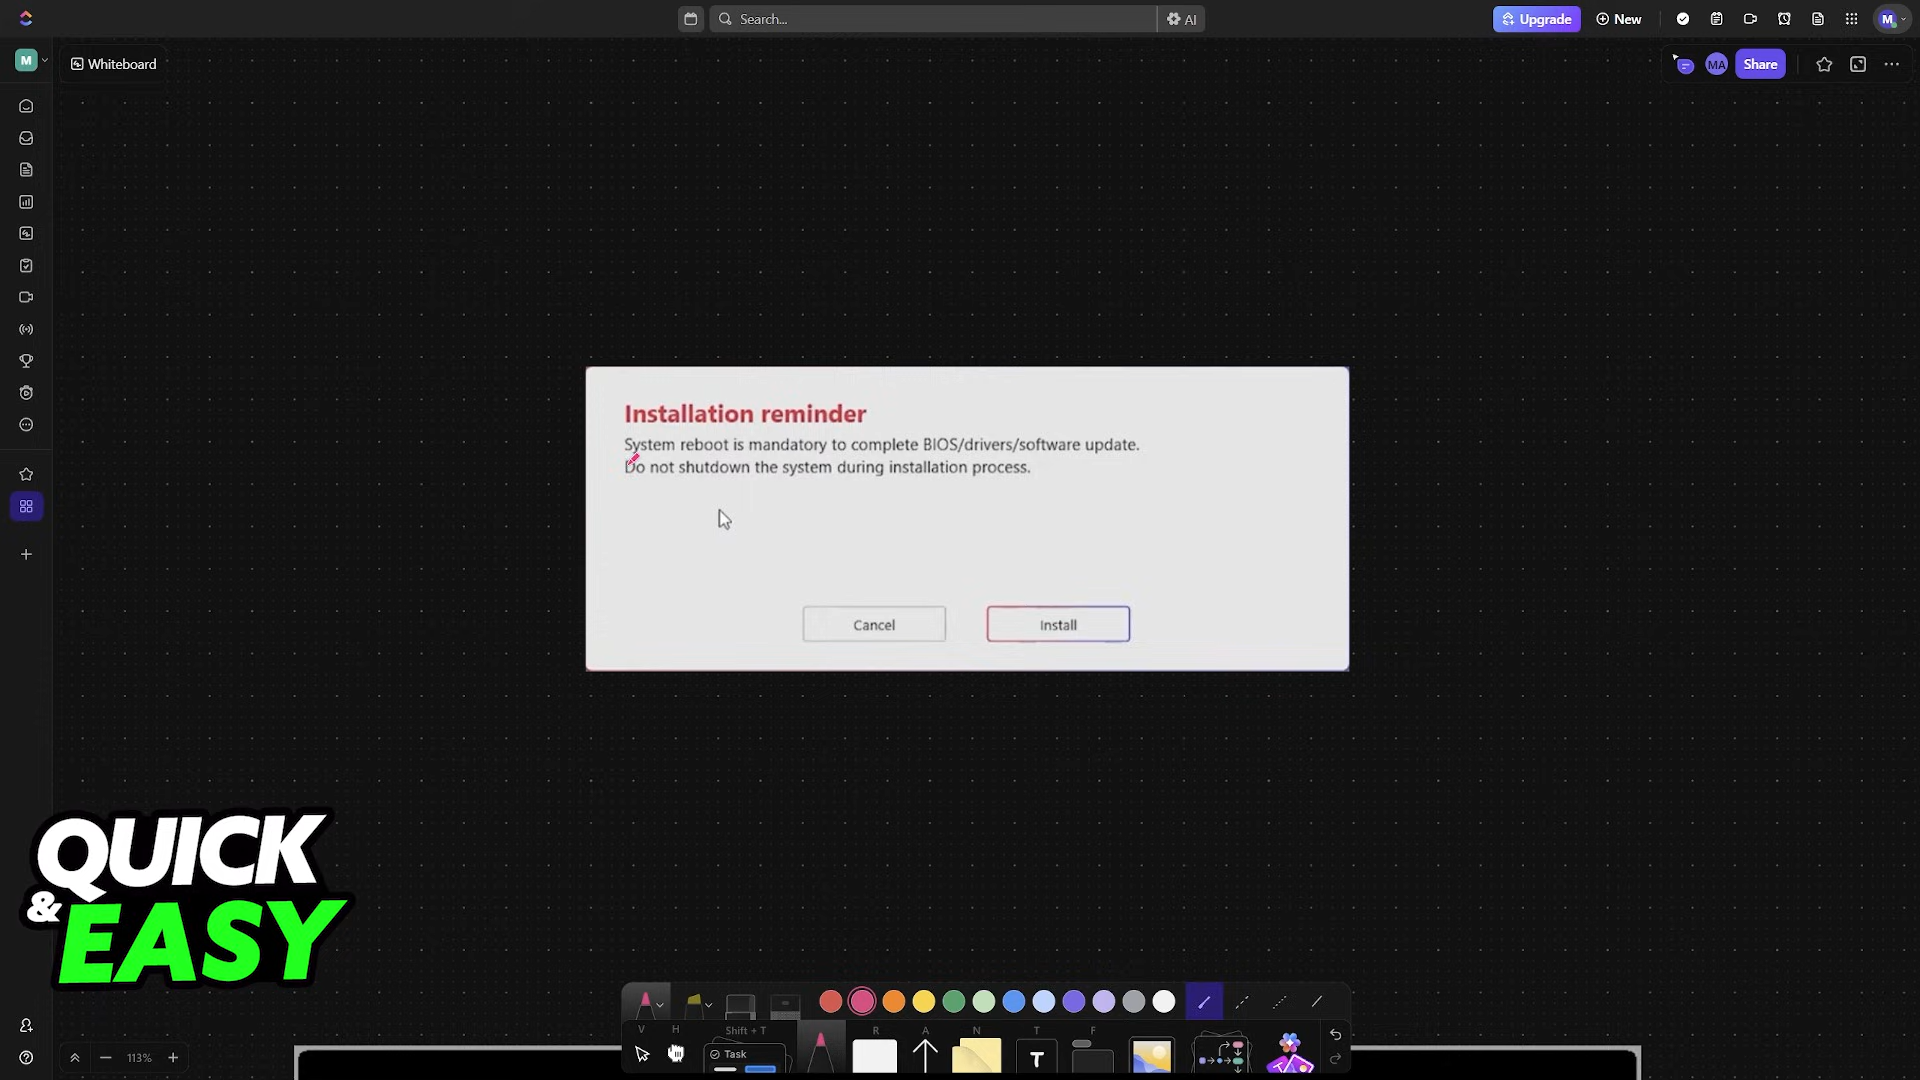 Search...
AI
Upgrade
New
M
M
Whiteboard
MA
Share
Installation reminder
System reboot is mandatory to complete BIOS/drivers/software update.
Do not shutdown the system during installation process.
Cancel
Install
QUICK
&EASY
V
H
Shift + T
R
A
N
T
F
Task
T
113%